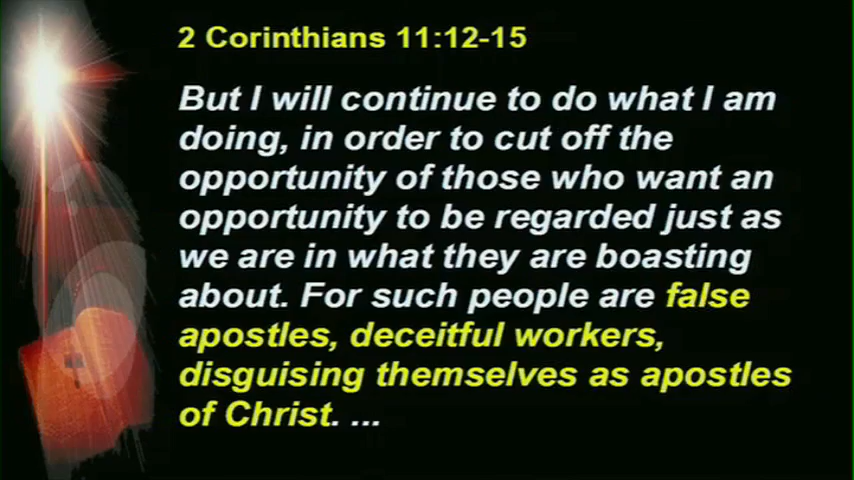 2 Corinthians 11:12-15
But I will continue to do what I am
doing, in order to cut off the
opportunity of those who want an
opportunity to be regarded just as
we are in what they are boasting
about. For such people are false
apostles, deceitful workers,
disguising themselves as apostles
of Christ. ...